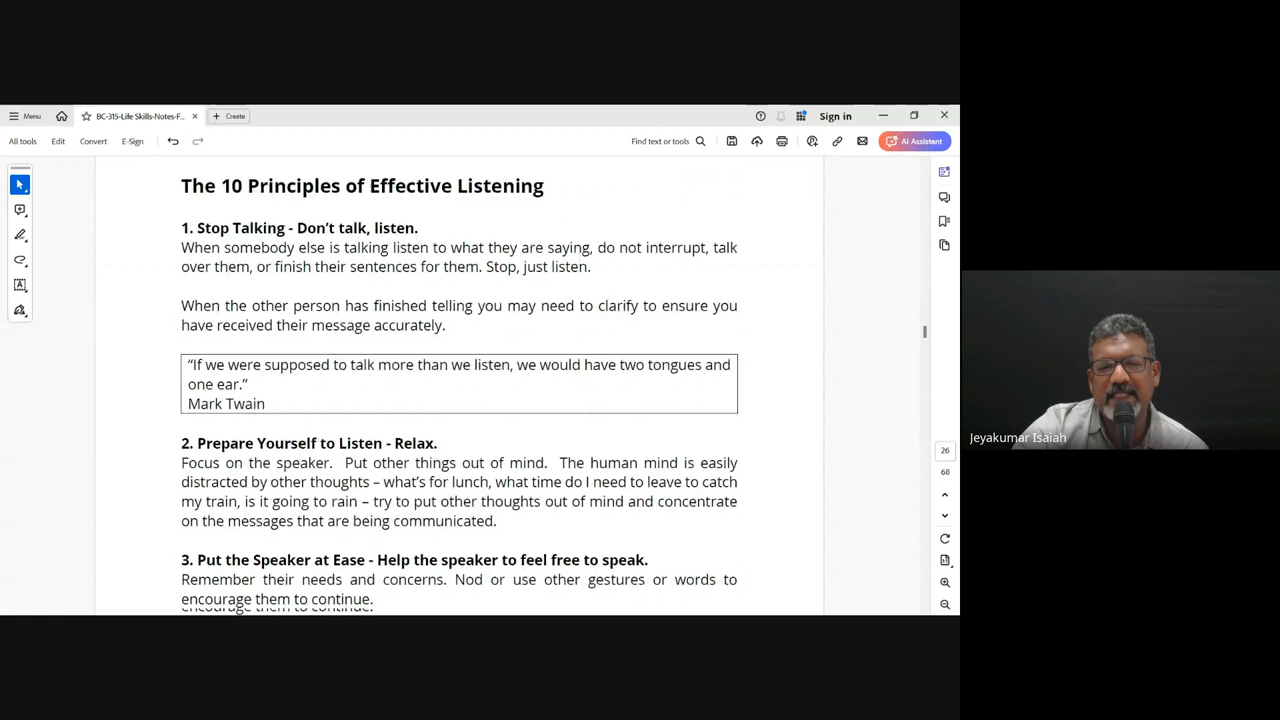 Menu
BC-315-Life Skills-Notes-F...
Create
Sign in
All tools
Edit
Convert
E-Sign
Find text or tools
AI Assistant
The 10 Principles of Effective Listening
1. Stop Talking - Don’t talk, listen.
When somebody else is talking listen to what they are saying, do not interrupt, talk
over them, or finish their sentences for them. Stop, just listen.
When the other person has finished telling you may need to clarify to ensure you
have received their message accurately.
“If we were supposed to talk more than we listen, we would have two tongues and
one ear.”
Mark Twain
2. Prepare Yourself to Listen - Relax.
Focus on the speaker. Put other things out of mind. The human mind is easily
distracted by other thoughts – what’s for lunch, what time do I need to leave to catch
my train, is it going to rain – try to put other thoughts out of mind and concentrate
on the messages that are being communicated.
3. Put the Speaker at Ease - Help the speaker to feel free to speak.
Remember their needs and concerns. Nod or use other gestures or words to
encourage them to continue.
encourage them to continue.
26
68
Jeyakumar Isaiah